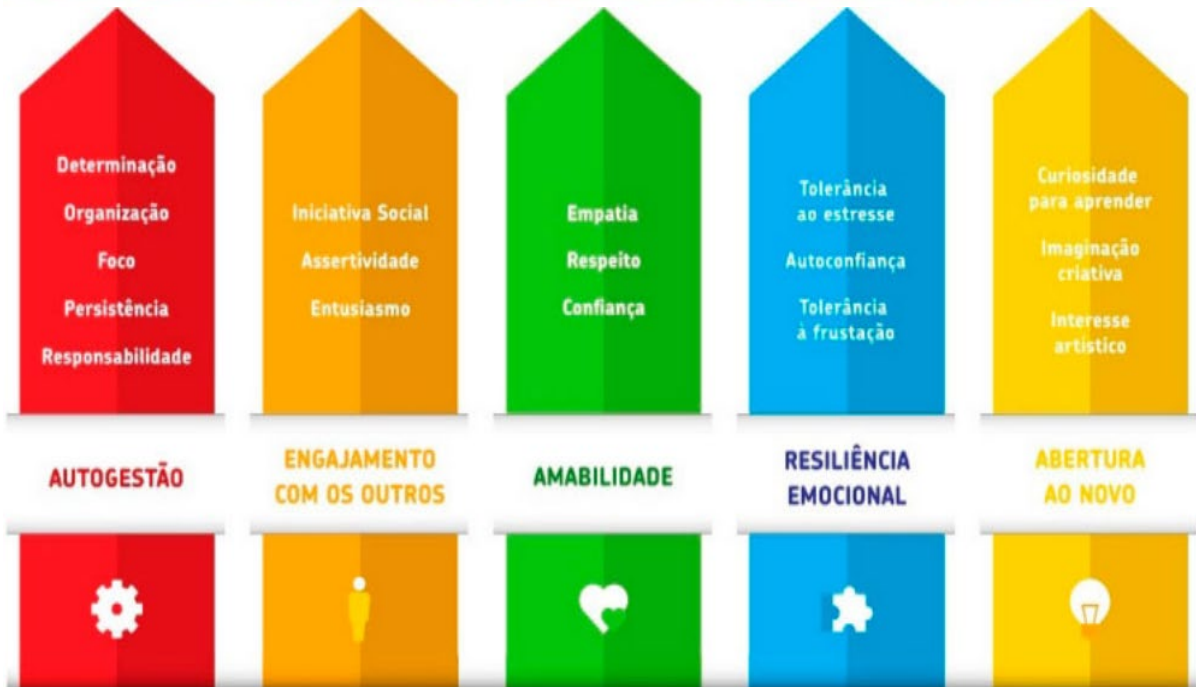 Determinação
Organização
Foco
Persistência
Responsabilidade
AUTOGESTÃO
Iniciativa Social
Assertividade
Entusiasmo
ENGAJAMENTO
COM OS OUTROS
Empatia
Respeito
Confiança
AMABILIDADE
Tolerância
ao estresse
Autoconfiança
Tolerância
à frustação
RESILIÊNCIA
EMOCIONAL
Curiosidade
para aprender
Imaginação
criativa
Interesse
artístico
ABERTURA
AO NOVO